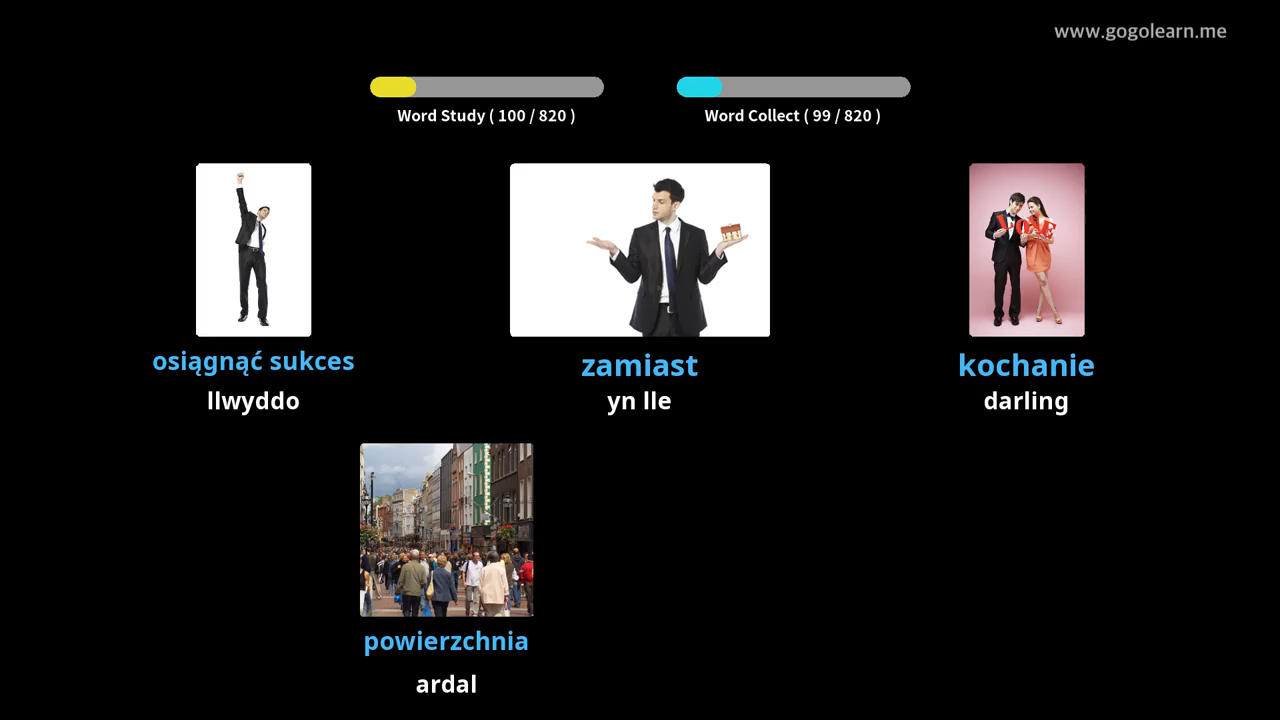 www.gogolearn.me
Word Study ( 100 / 820 )
Word Collect ( 99 / 820 )
LOVE
osiągnąć sukces
llwyddo
zamiast
yn lle
kochanie
darling
powierzchnia
ardal